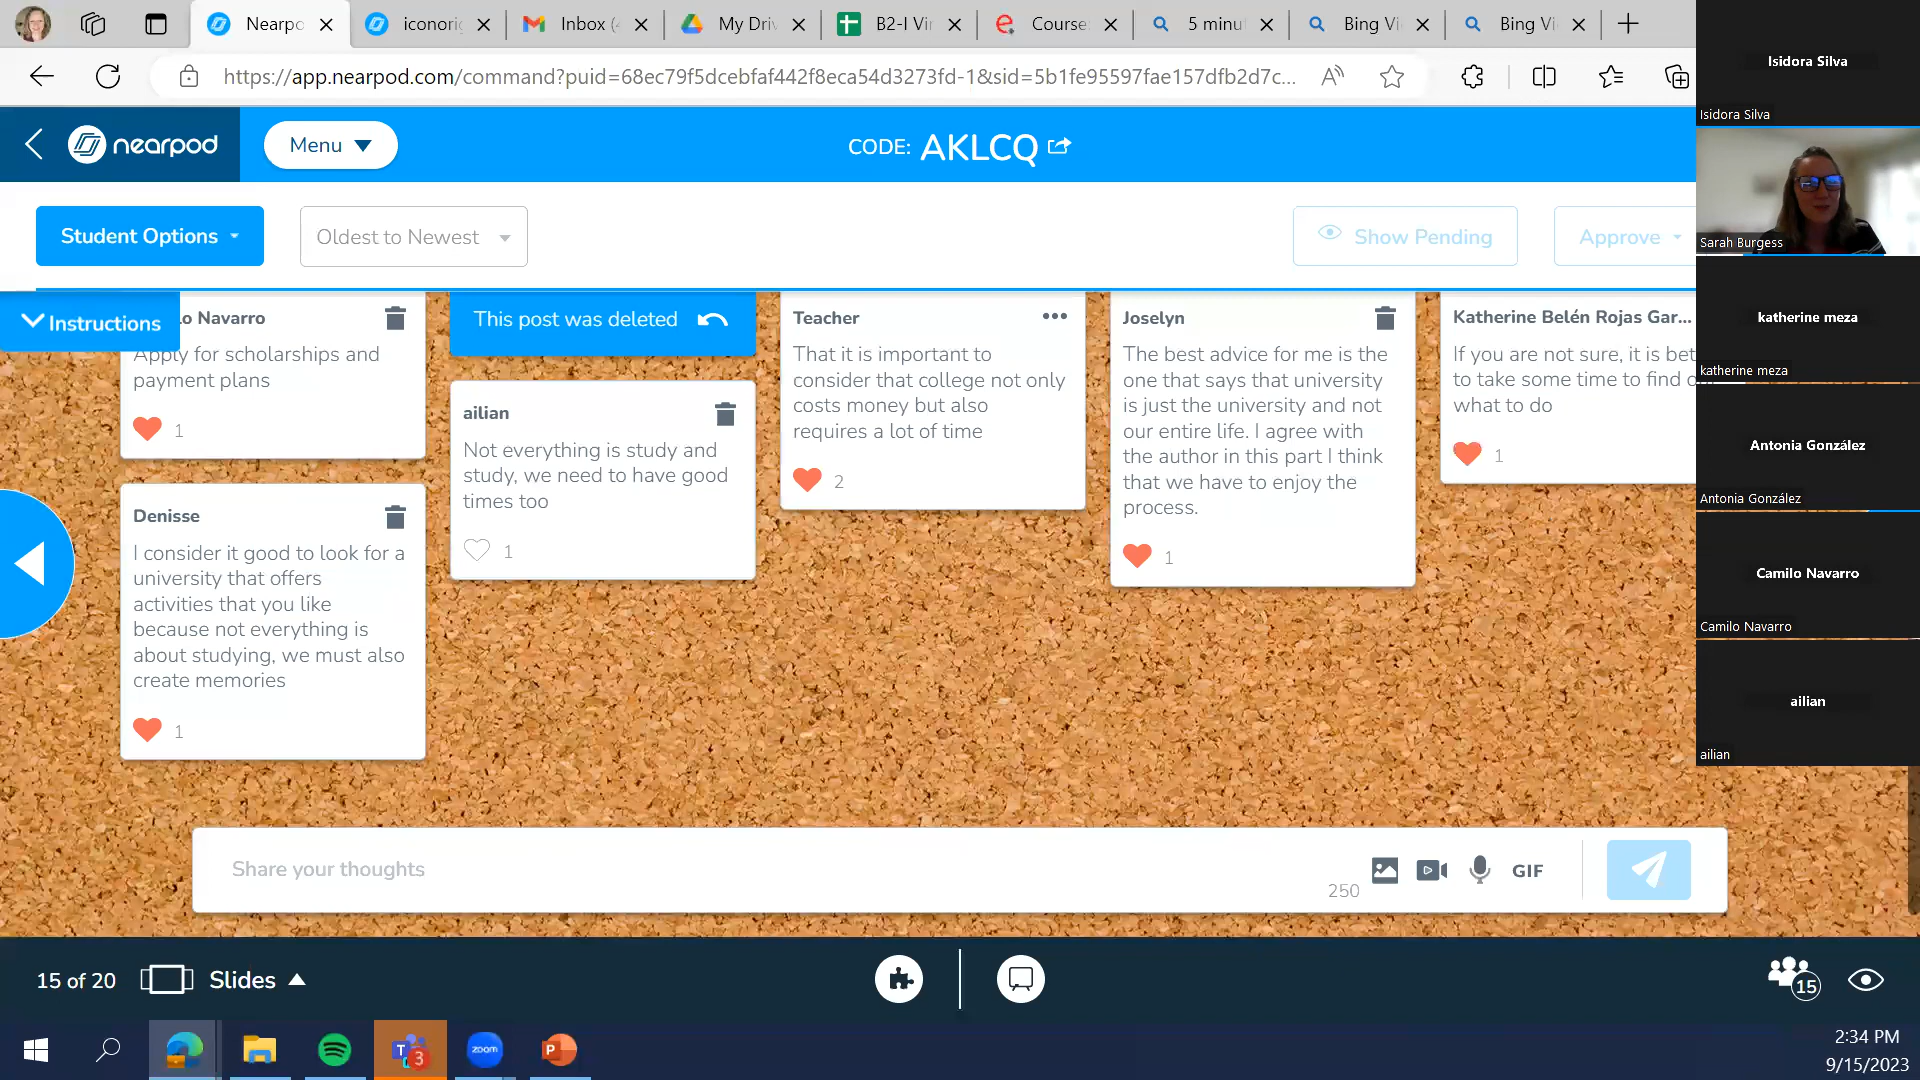 Nearpo
iconori
Inbox (
My Driv
B2-I Vir
Course
5 minu
Bing Vi
Bing Vi
https://app.nearpod.com/command?puid=68ec79f5dcebfaf442f8eca54d3273fd-1&sid=5b1fe95597fae157dfb2d7c...
nearpod
Menu
CODE: AKLCQ
Student Options
Oldest to Newest
Show Pending
Approve
Instructions
lo Navarro
Apply for scholarships and
payment plans
1
Denisse
I consider it good to look for a
university that offers
activities that you like
because not everything is
about studying, we must also
create memories
1
This post was deleted
ailian
Not everything is study and
study, we need to have good
times too
1
Teacher
That it is important to
consider that college not only
costs money but also
requires a lot of time
2
Joselyn
The best advice for me is the
one that says that university
is just the university and not
our entire life. I agree with
the author in this part I think
that we have to enjoy the
process.
1
Katherine Belén Rojas Gar...
If you are not sure, it is bet
to take some time to find o
what to do
1
Share your thoughts
250
GIF
15 of 20
Slides
15
Isidora Silva
Isidora Silva
Sarah Burgess
katherine meza
katherine meza
Antonia González
Antonia González
Camilo Navarro
Camilo Navarro
ailian
ailian
T
3
zoom
P
2:34 PM
9/15/2023